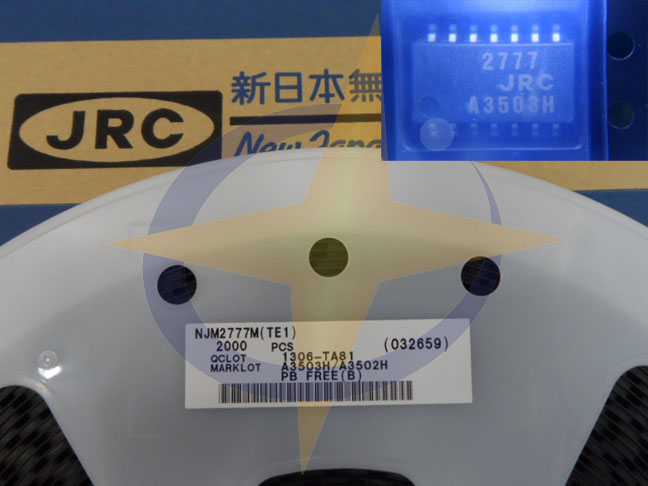 JRC
新日本無
New Japa
2777
JRC
A3503H
NJM2777M(TE1)
2000 PCS (032659)
QCLOT 1306-TA81
MARKLOT A3503H/A3502H
PB FREE(B)